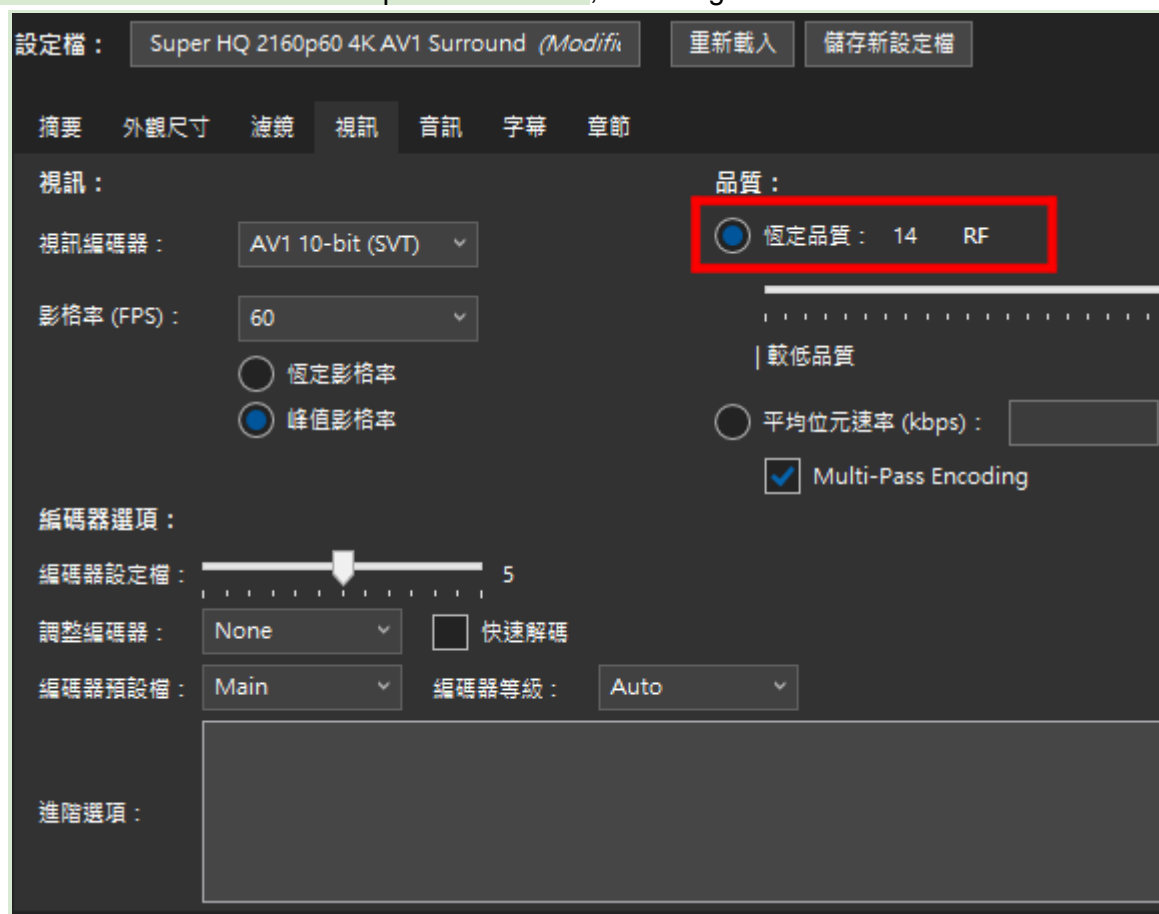 設定檔： Super HQ 2160p60 4K AV1 Surround (Modifi 重新載入 儲存新設定檔
摘要 外觀尺寸 濾鏡 視訊 音訊 字幕 章節
視訊： 品質：
視訊編碼器： AV1 10-bit (SVT) 恆定品質： 14 RF
影格率 (FPS)： 60
|較低品質
恆定影格率
峰值影格率 平均位元速率 (kbps)：
Multi-Pass Encoding
編碼器選項：
編碼器設定檔： 5
調整編碼器： None 快速解碼
編碼器預設檔： Main 編碼器等級： Auto
進階選項：